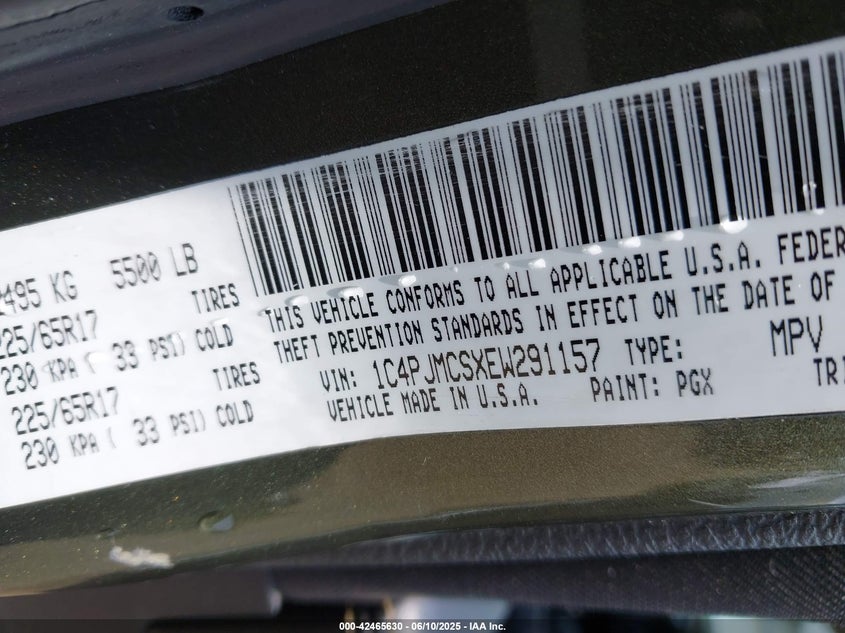 2495 KG 5500 LB
225/65R17 TIRES
230 KPA ( 33 PSI) COLD
225/65R17 TIRES
230 KPA ( 33 PSI) COLD
THIS VEHICLE CONFORMS TO ALL APPLICABLE U.S.A. FEDER
THEFT PREVENTION STANDARDS IN EFFECT ON THE DATE OF
VIN: 1C4PJMCSXEW291157 TYPE: MPV
VEHICLE MADE IN U.S.A. PAINT: PGX TRI
000-42465630 - 06/10/2025 - IAA Inc.